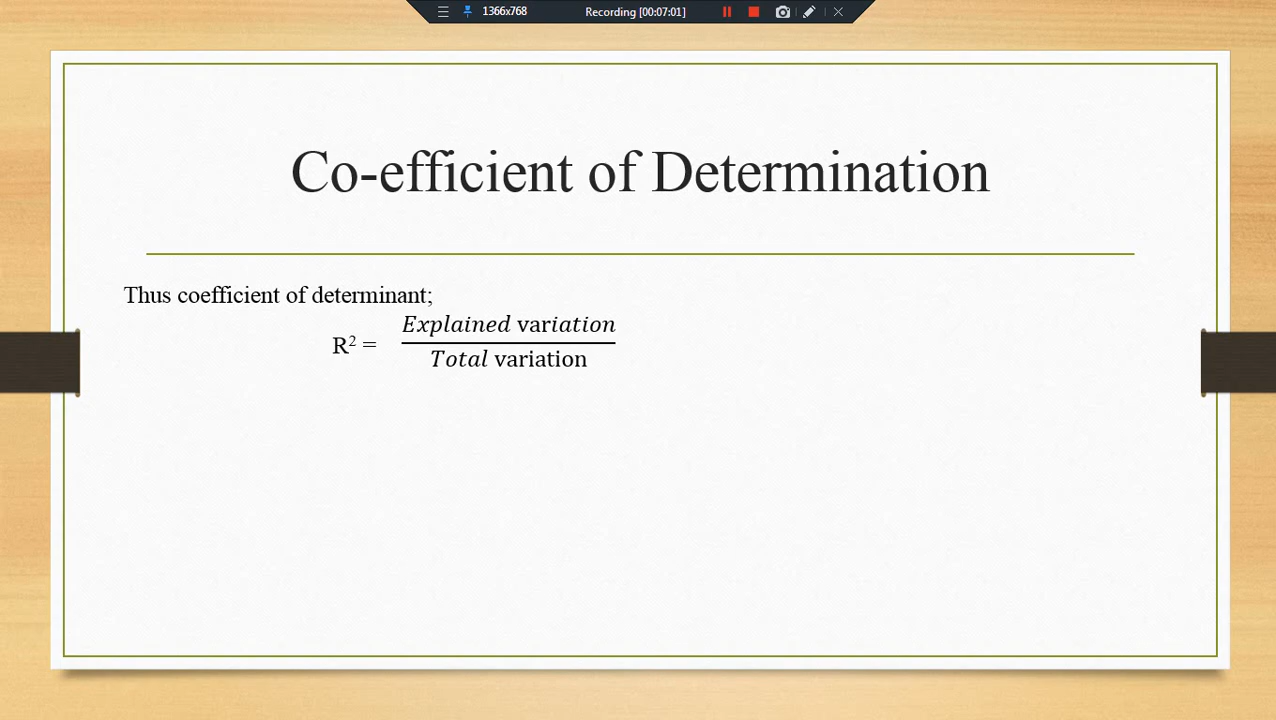 1366x768 Recording [00:07:01]
Co-efficient of Determination
Thus coefficient of determinant;
R² = Explained variation
Total variation